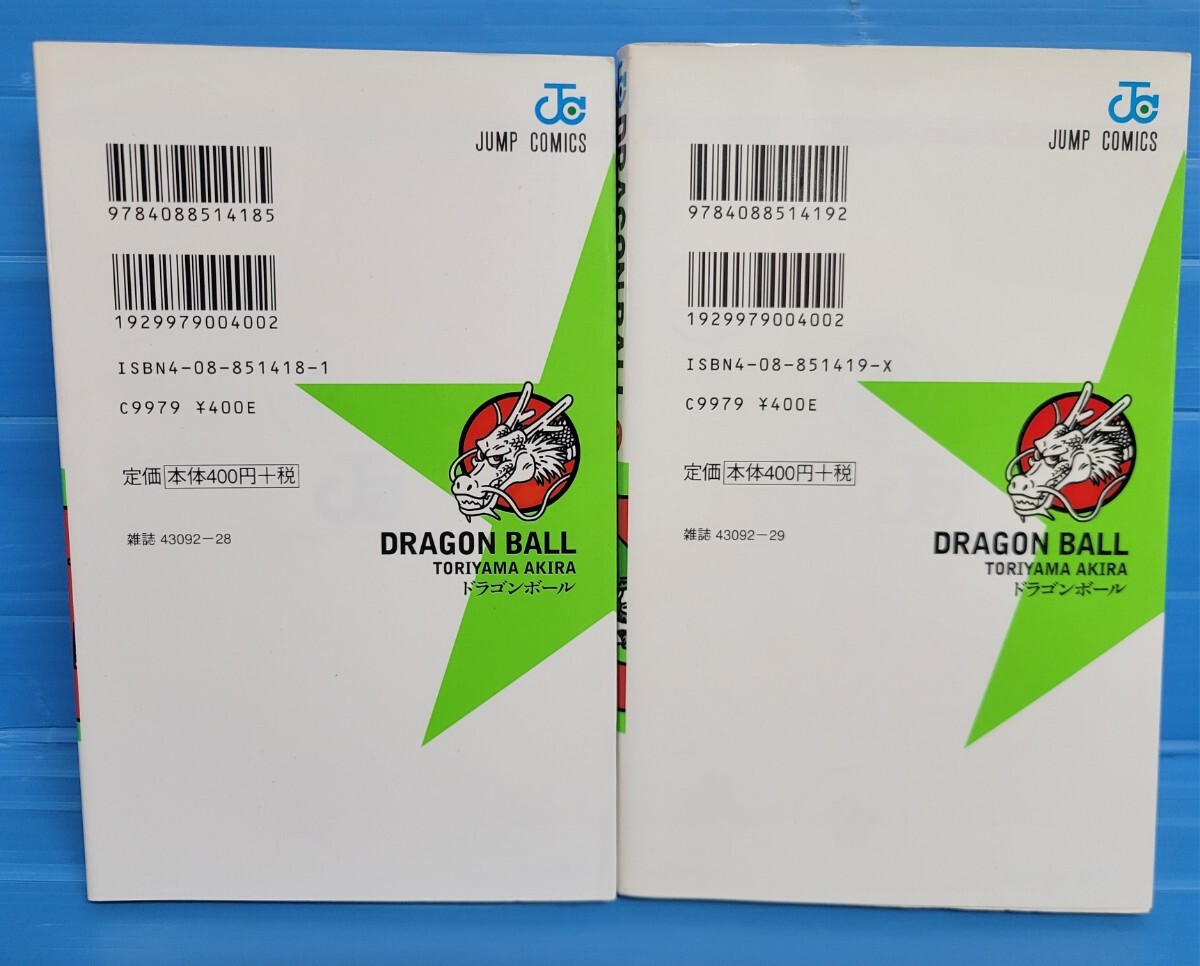 JUMP COMICS
9784088514185
1929979004002
ISBN4-08-851418-1
C9979 ¥400E
定価 本体400円+税
雑誌 43092-28
DRAGON BALL
TORIYAMA AKIRA
ドラゴンボール
DRAGON BALL
JUMP COMICS
9784088514192
1929979004002
ISBN4-08-851419-X
C9979 ¥400E
定価 本体400円+税
雑誌 43092-29
DRAGON BALL
TORIYAMA AKIRA
ドラゴンボール